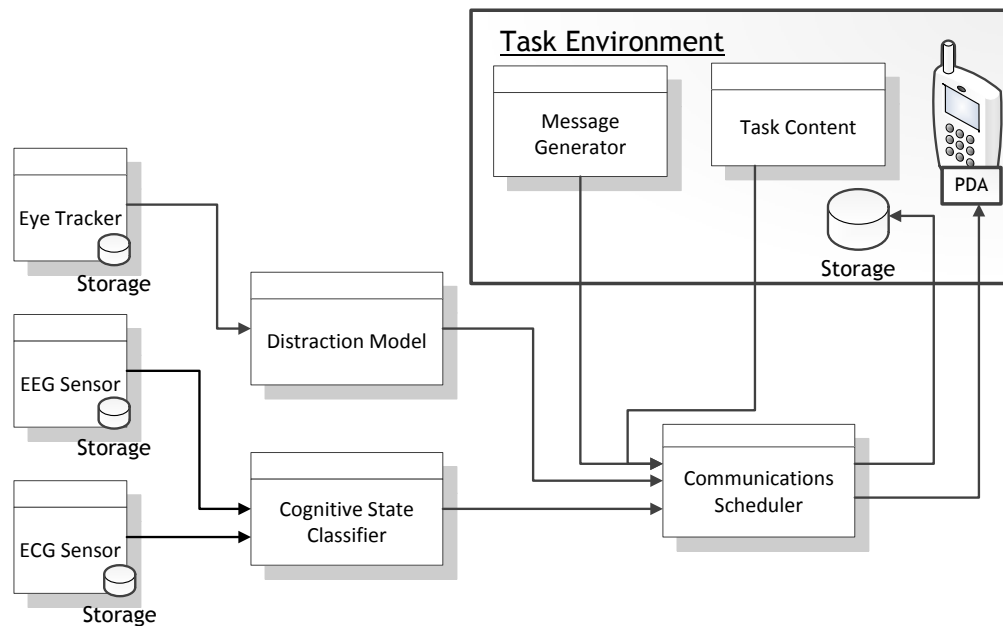 Task Environment
Message
Generator
Task Content
PDA
Storage
Eye Tracker
Storage
Distraction Model
EEG Sensor
Storage
Cognitive State
Classifier
Communications
Scheduler
ECG Sensor
Storage